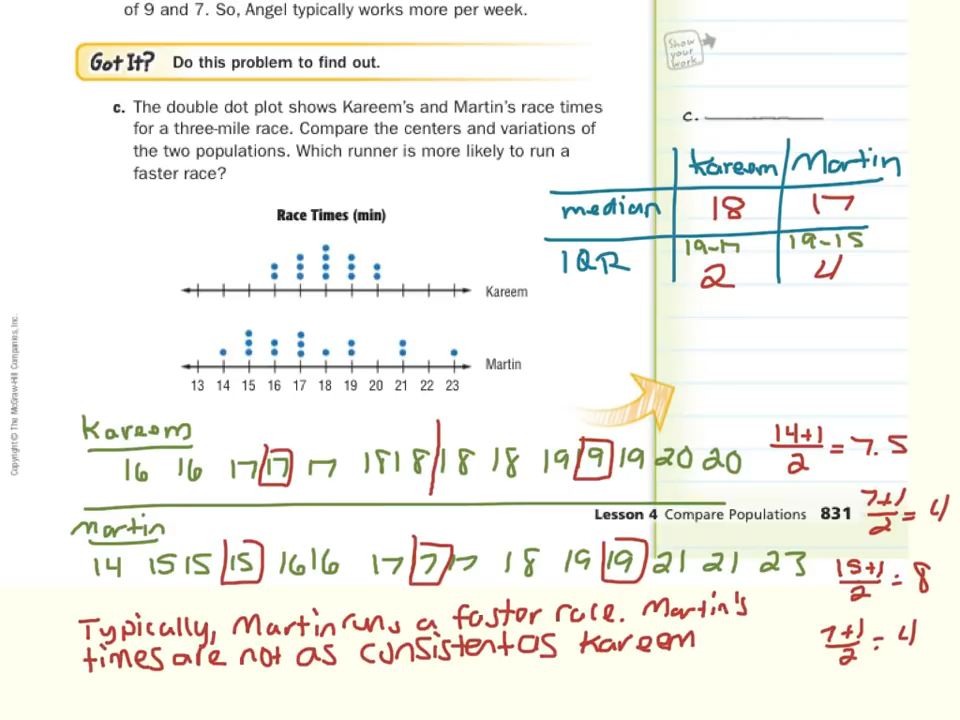 of 9 and 7. So, Angel typically works more per week.
Got It? Do this problem to find out.
Show your work
c. The double dot plot shows Kareem's and Martin's race times
for a three-mile race. Compare the centers and variations of
the two populations. Which runner is more likely to run a
faster race?
c. ________
Kareem Martin
median 18 17
19-17 19-15
IQR 2 4
Race Times (min)
Kareem
Martin
13 14 15 16 17 18 19 20 21 22 23
Copyright © The McGraw-Hill Companies, Inc.
Kareem
16 16 17 17 17 18 18 18 18 19 19 19 20 20
14+1/2 = 7.5
Lesson 4 Compare Populations 831
7+1/2 = 4
Martin
14 15 15 15 16 16 17 17 17 18 19 19 21 21 23
15+1/2 = 8
Typically, Martin runs a fastor race. Martin's
times are not as consistent as Kareem
7+1/2 = 4